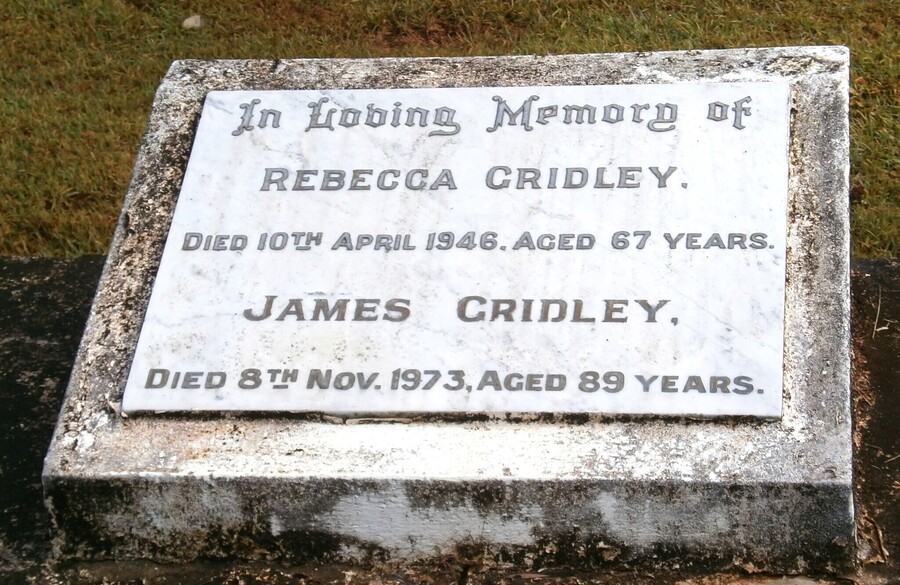 In Loving Memory of
REBECCA GRIDLEY.
DIED 10TH APRIL 1946. AGED 67 YEARS.
JAMES GRIDLEY,
DIED 8TH NOV. 1973, AGED 89 YEARS.